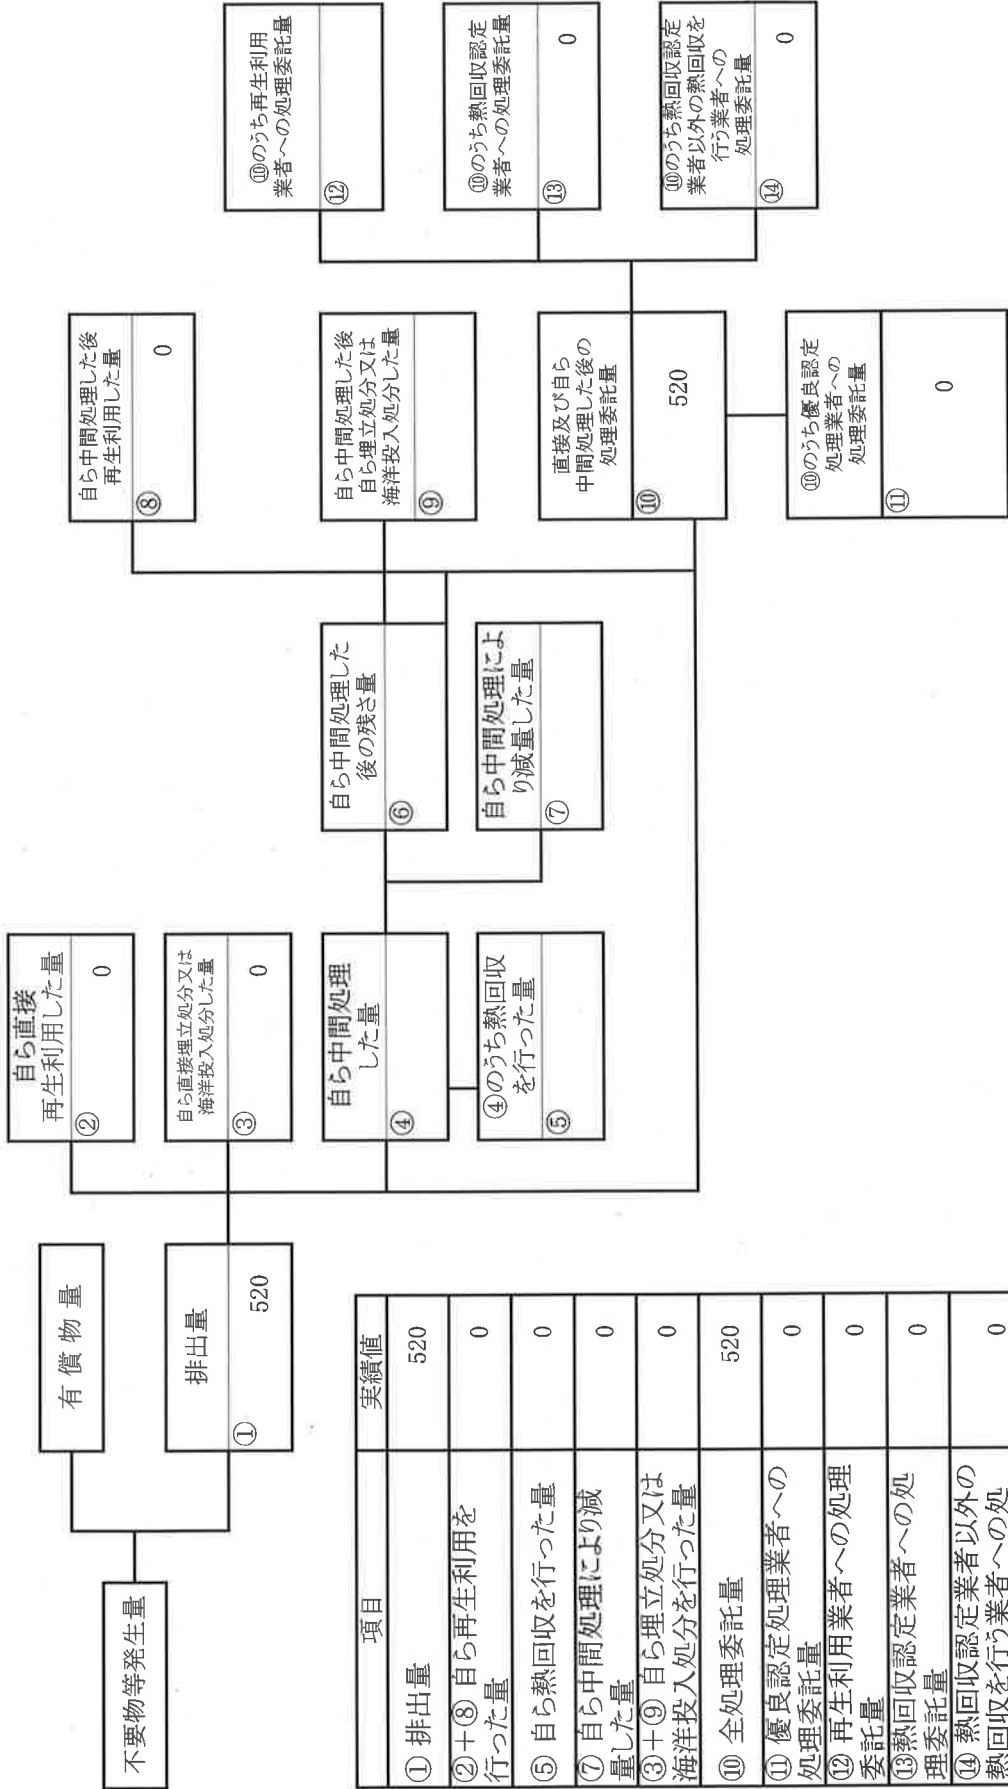 不要物等発生量
有償物量
排出量
①
520
自ら直接
再生利用した量
②
0
自ら直接埋立処分又は
海洋投入処分した量
③
0
自ら中間処理
した量
④
④のうち熱回収
を行った量
⑤
自ら中間処理した
後の残さ量
⑥
自ら中間処理によ
り減量した量
⑦
自ら中間処理した後
再生利用した量
⑧
0
自ら中間処理した後
自ら埋立処分又は
海洋投入処分した量
⑨
直接及び自ら
中間処理した後の
処理委託量
⑩
520
⑩のうち優良認定
処理業者への
処理委託量
⑪
0
⑩のうち再生利用
業者への処理委託量
⑫
⑩のうち熱回収認定
業者への処理委託量
⑬
0
⑩のうち熱回収認定
業者以外の熱回収を
行う業者への
処理委託量
⑭
0
項目 実績値
① 排出量 520
②+⑧ 自ら再生利用を
行った量 0
⑤ 自ら熱回収を行った量 0
⑦ 自ら中間処理により減
量した量 0
③+⑨ 自ら埋立処分又は
海洋投入処分を行った量 0
⑩ 全処理委託量 520
⑪ 優良認定処理業者への
処理委託量 0
⑫ 再生利用業者への処理
委託量 0
⑬熱回収認定業者への処
理委託量 0
⑭ 熱回収認定業者以外の
熱回収を行う業者への処 0